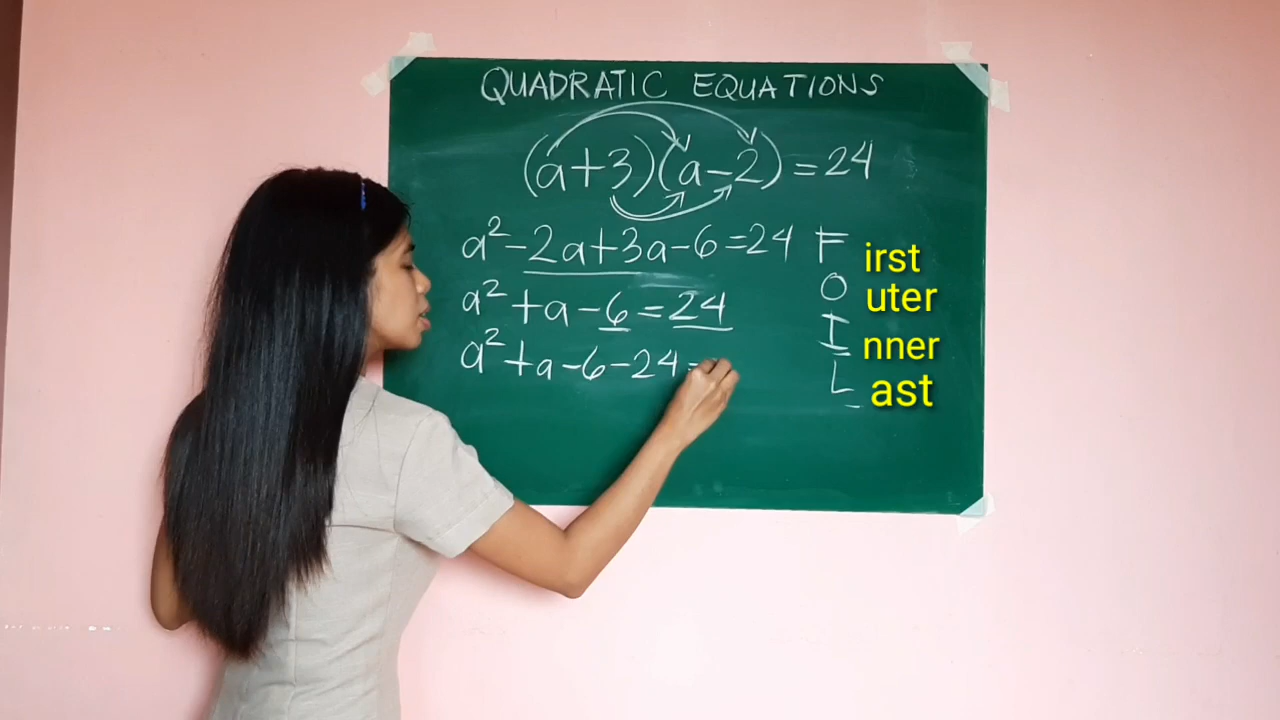 QUADRATIC EQUATIONS
(a+3)(a-2)=24
a²-2a+3a-6=24
a²+a-6=24
a²+a-6-24=
F irst
O uter
I nner
L ast